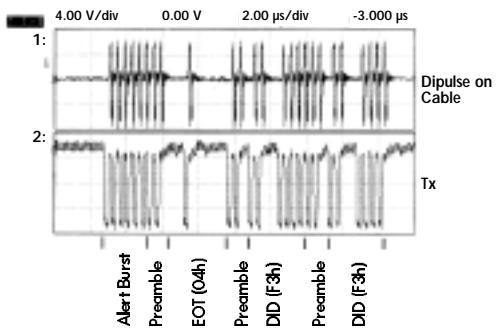 4.00 V/div 0.00 V 2.00 µs/div -3.000 µs
1:
Dipulse on
Cable
2:
Tx
Alert Burst
Preamble
EOT (04h)
Preamble
DID (F3h)
Preamble
DID (F3h)